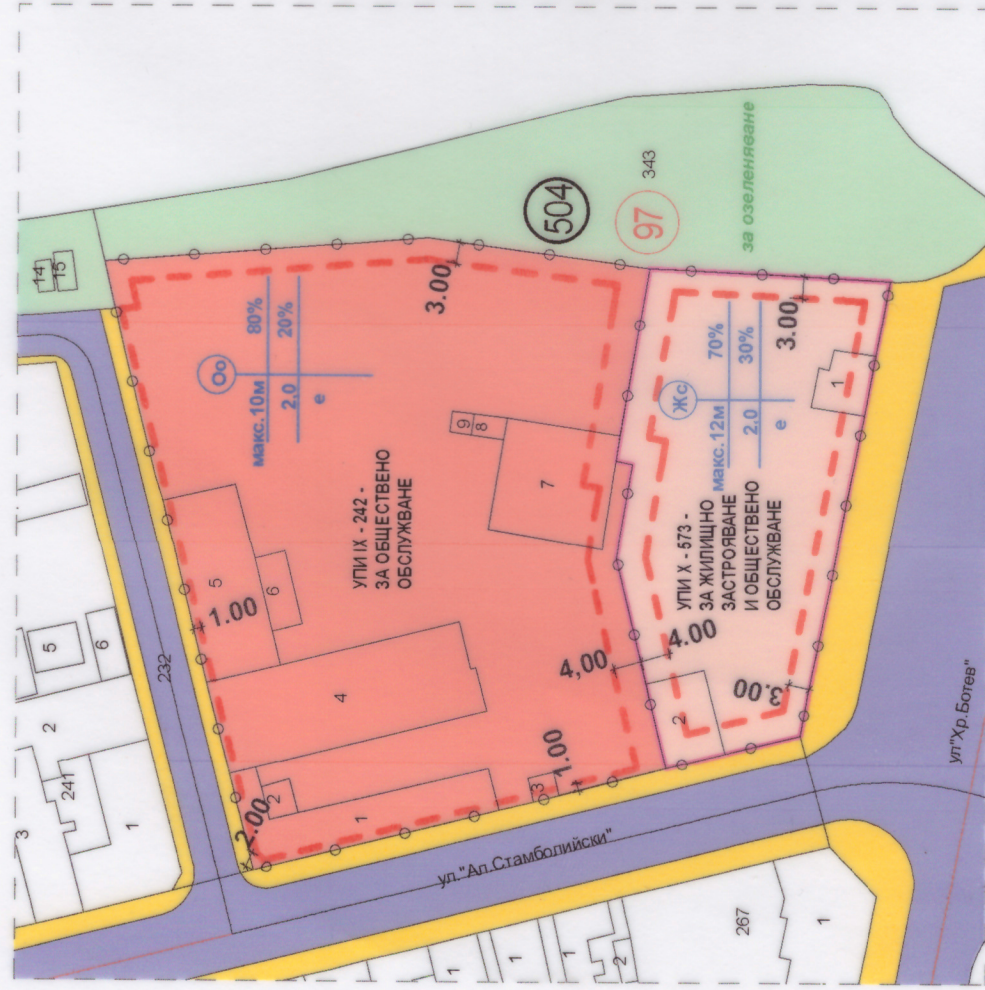 14
15
504
97
343
за озеленяване
Оо
макс.10м 80%
2.0 20%
е
3.00
УПИ IX - 242 -
ЗА ОБЩЕСТВЕНО
ОБСЛУЖВАНЕ
9
8
7
5
6
1.00
4
4,00
1.00
3
2
1
2.00
Жс
макс.12м 70%
2,0 30%
е
3.00
1
УПИ X - 573 -
ЗА ЖИЛИЩНО
ЗАСТРОЯВАНЕ
И ОБЩЕСТВЕНО
ОБСЛУЖВАНЕ
4.00
3.00
2
232
5
6
2
241
3
1
ул."Ал.Стамболийски"
ул"Хр.Ботев"
267
1
1
1
1
2